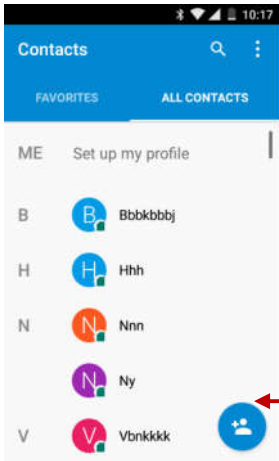 10:17
Contacts
FAVORITES ALL CONTACTS
ME Set up my profile
B B Bbbkbbbj
H H Hhh
N N Nnn
N Ny
V V Vbnkkkk